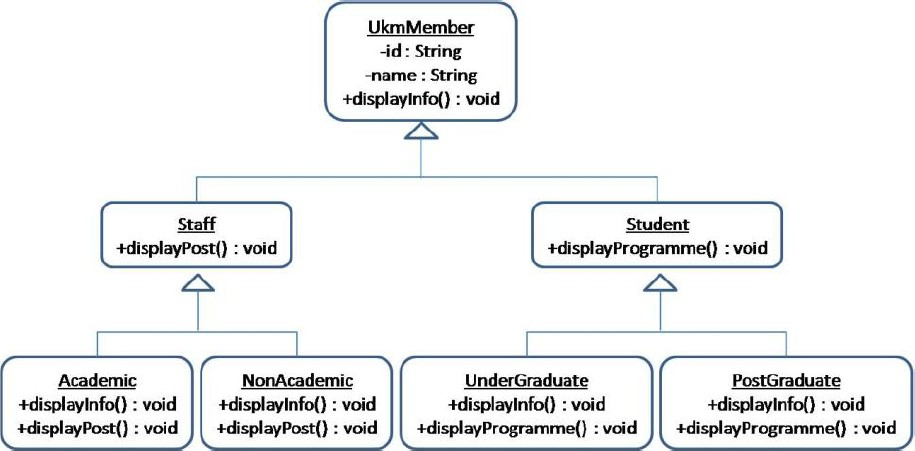 UkmMember
-id : String
-name : String
+displayInfo() : void
Staff
+displayPost() : void
Student
+displayProgramme() : void
Academic
+displayInfo() : void
+displayPost() : void
NonAcademic
+displayInfo() : void
+displayPost() : void
UnderGraduate
+displayInfo() : void
+displayProgramme() : void
PostGraduate
+displayInfo() : void
+displayProgramme() : void